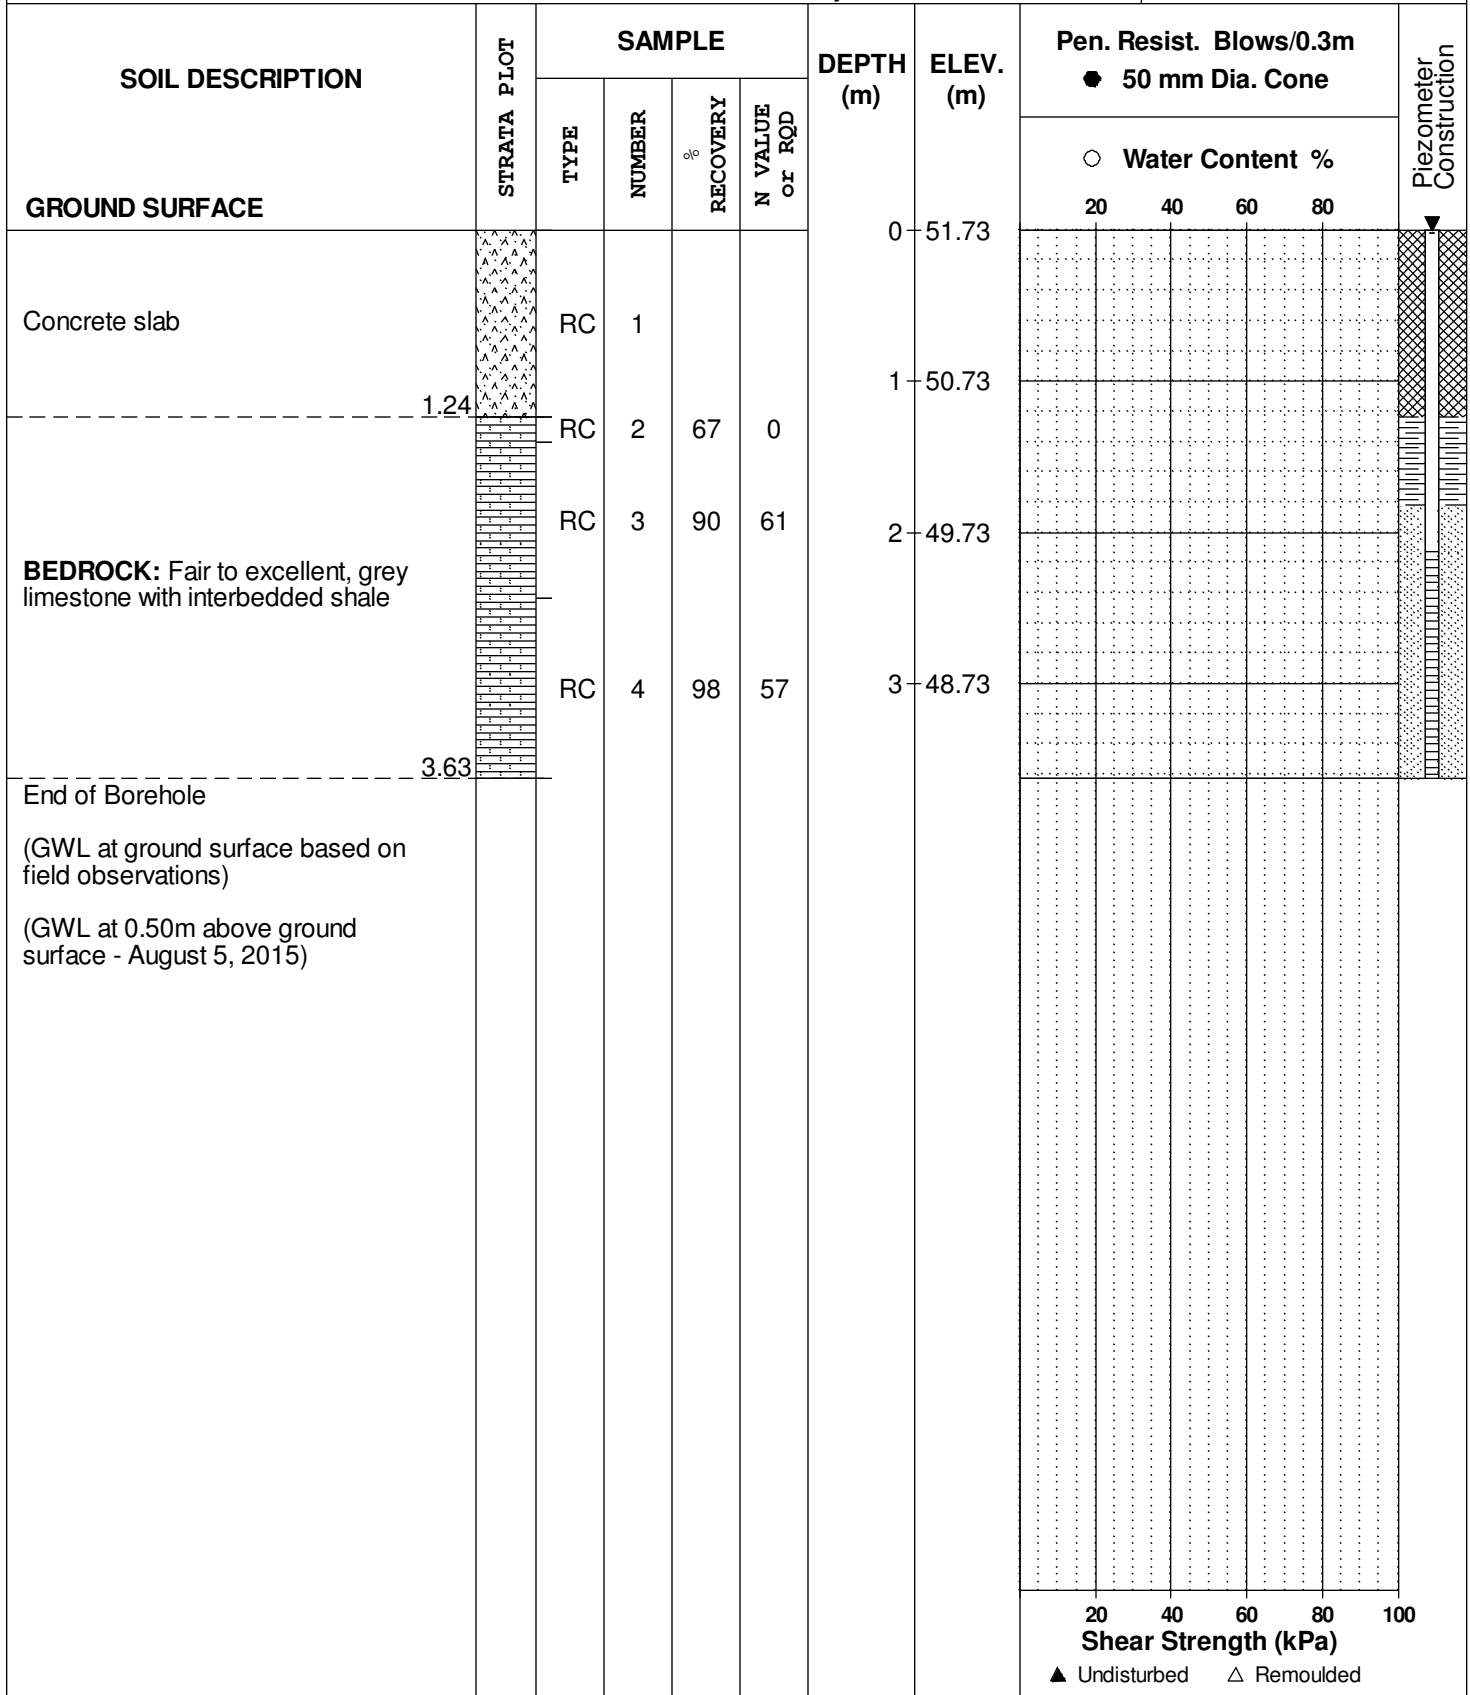 SOIL DESCRIPTION
GROUND SURFACE
STRATA PLOT
SAMPLE
TYPE
NUMBER
%
RECOVERY
N VALUE
or RQD
DEPTH
(m)
ELEV.
(m)
Pen. Resist. Blows/0.3m
● 50 mm Dia. Cone
○ Water Content %
20 40 60 80
Piezometer
Construction
0 51.73
Concrete slab
RC 1
1 50.73
1.24
RC 2 67 0
RC 3 90 61
2 49.73
BEDROCK: Fair to excellent, grey
limestone with interbedded shale
RC 4 98 57
3 48.73
3.63
End of Borehole
(GWL at ground surface based on
field observations)
(GWL at 0.50m above ground
surface - August 5, 2015)
20 40 60 80 100
Shear Strength (kPa)
▲ Undisturbed △ Remoulded